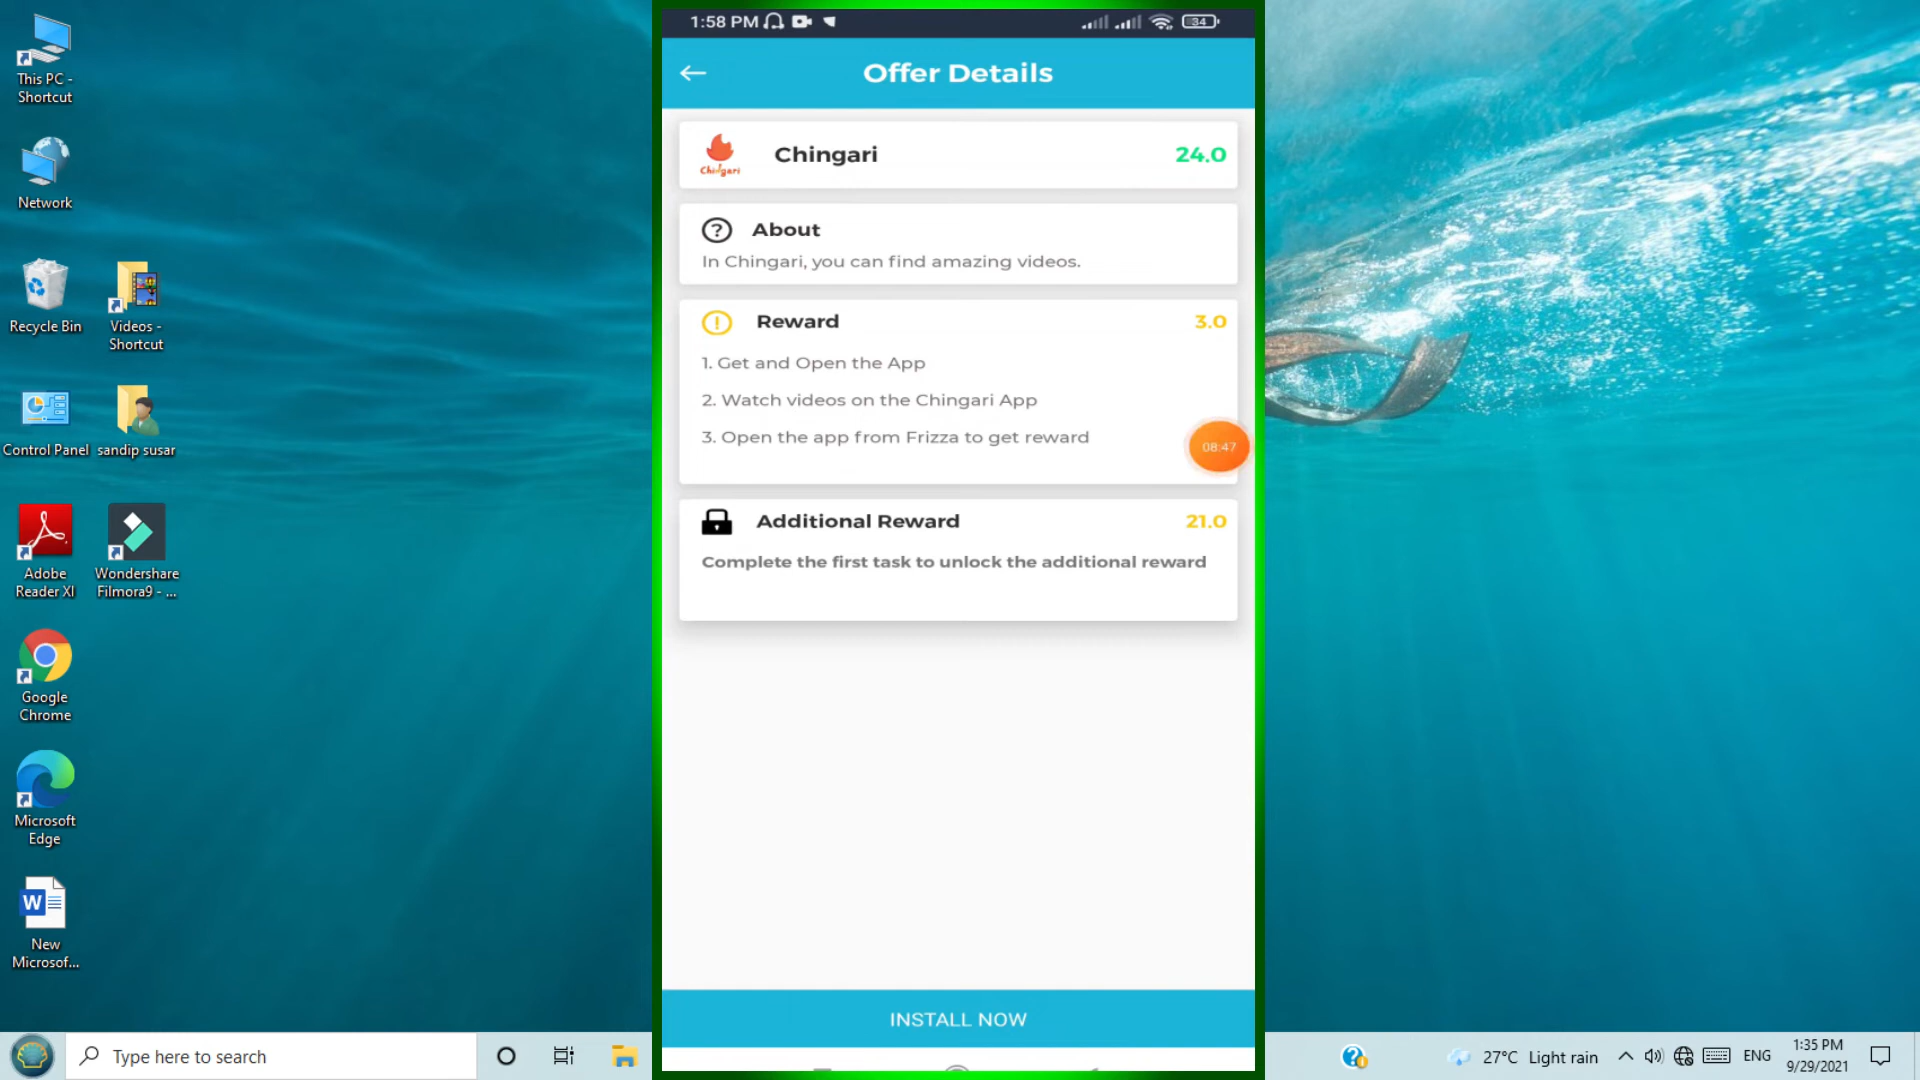 This PC -
Shortcut
Network
Recycle Bin
Videos -
Shortcut
Control Panel
sandip susar
Adobe
Reader XI
Wondershare
Filmora9 - ...
Google
Chrome
Microsoft
Edge
New
Microsof...
1:58 PM
34
Offer Details
Chingari
Chingari
24.0
About
In Chingari, you can find amazing videos.
Reward
3.0
1. Get and Open the App
2. Watch videos on the Chingari App
3. Open the app from Frizza to get reward
08:47
Additional Reward
21.0
Complete the first task to unlock the additional reward
INSTALL NOW
Type here to search
27°C Light rain
ENG
1:35 PM
9/29/2021